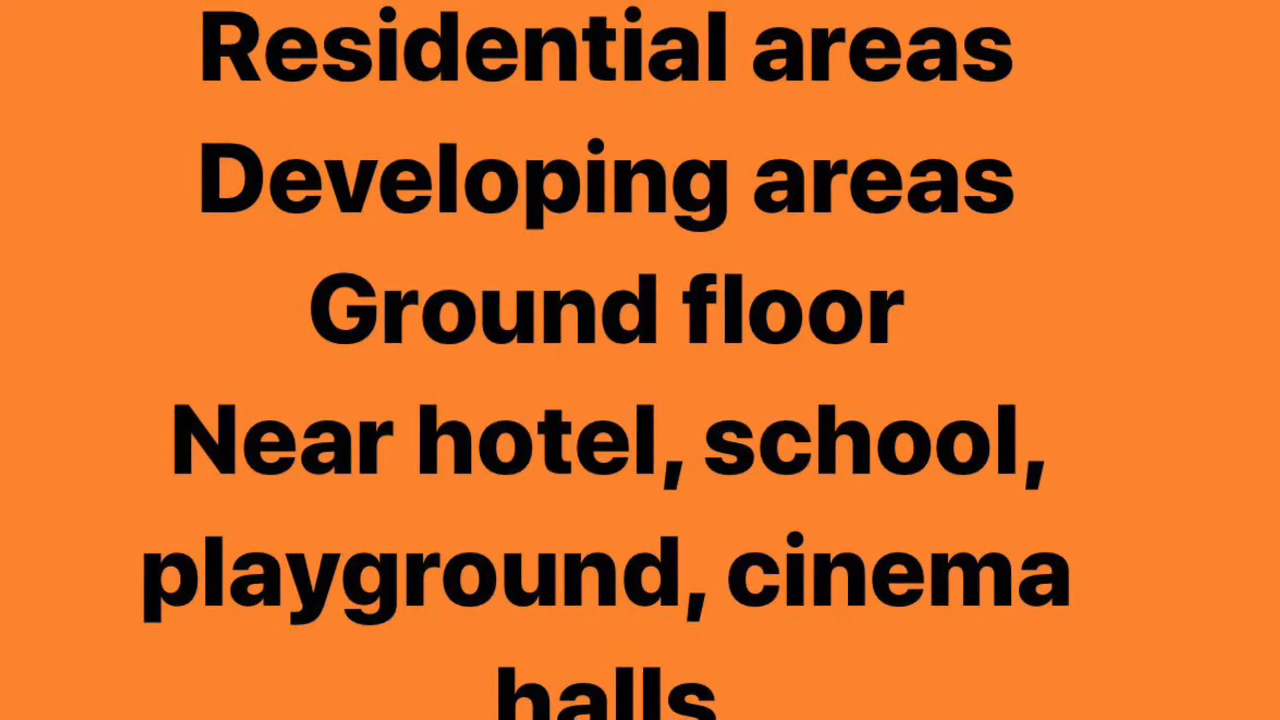 Residential areas
Developing areas
Ground floor
Near hotel, school,
playground, cinema
halls